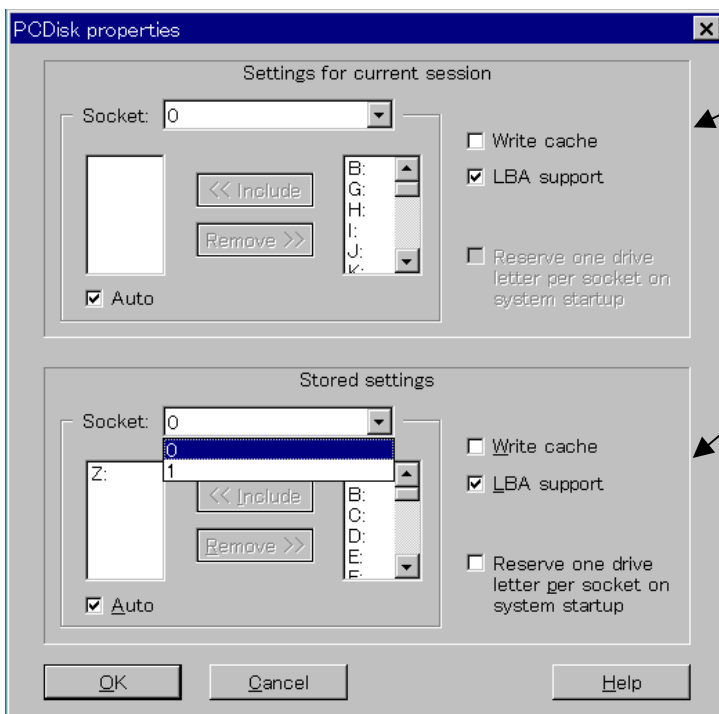 PCDisk properties
Settings for current session
Socket: 0
Write cache
LBA support
B:
G:
H:
I:
J:
K:
<< Include
Remove >>
Reserve one drive
letter per socket on
system startup
Auto
Stored settings
Socket: 0
0
1
Write cache
LBA support
Z:
B:
C:
D:
E:
F:
<< Include
Remove >>
Reserve one drive
letter per socket on
system startup
Auto
OK
Cancel
Help